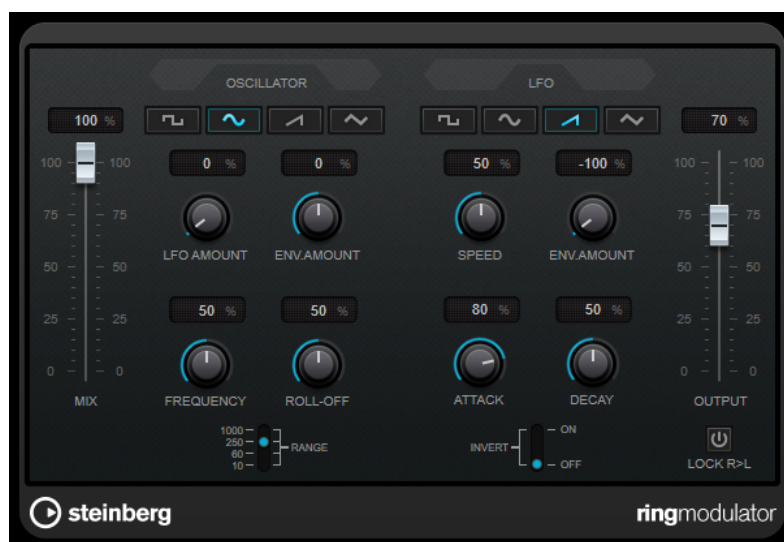 OSCILLATOR
LFO
100 %
70 %
0 %
0 %
50 %
-100 %
100
100
75
75
50
50
25
25
0
0
MIX
LFO AMOUNT
ENV.AMOUNT
SPEED
ENV.AMOUNT
50 %
50 %
80 %
50 %
FREQUENCY
ROLL-OFF
ATTACK
DECAY
100
100
75
75
50
50
25
25
0
0
OUTPUT
1000
250
60
10
RANGE
INVERT
ON
OFF
LOCK R>L
steinberg
ringmodulator